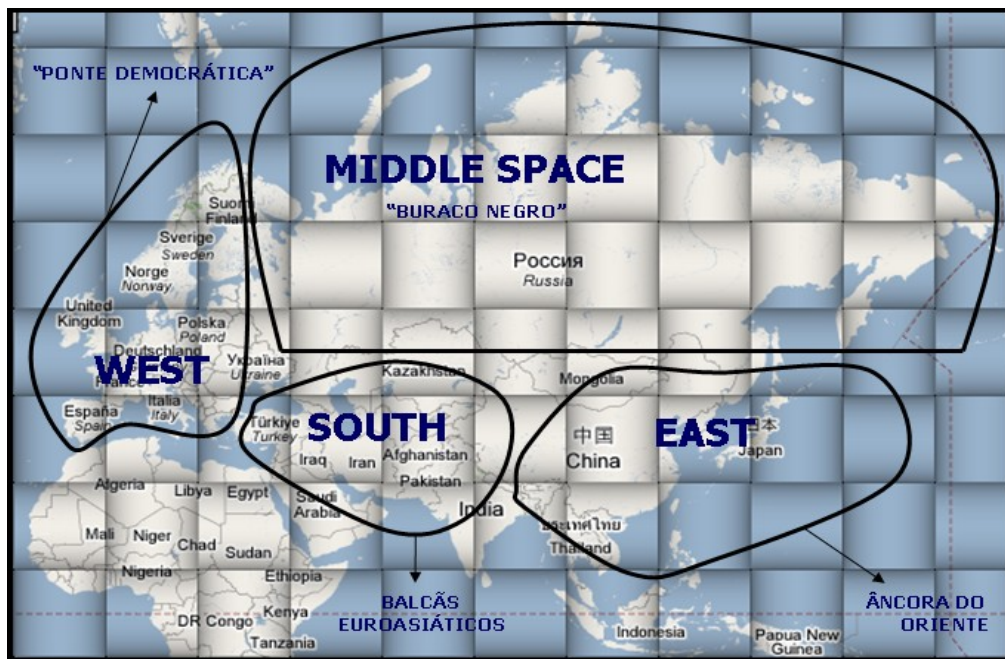 “PONTE DEMOCRÁTICA”
MIDDLE SPACE
“BURACO NEGRO”
Suomi
Finland
Sverige
Sweden
Norge
Norway
Россия
Russia
United
Kingdom
Polska
Poland
Deutschland
WEST
France
Україна
Ukraine
Kazakhstan
Mongolia
España
Spain
Italia
Italy
Türkiye
Turkey
SOUTH
Iraq
Iran
Afghanistan
Pakistan
中国
China
EAST
日本
Japan
Algeria
Libya
Egypt
Saudi
Arabia
India
Mali
Niger
Chad
Sudan
ประเทศไทย
Thailand
Nigeria
Ethiopia
BALCÃS
EUROASIÁTICOS
ÂNCORA DO
ORIENTE
DR Congo
Kenya
Tanzania
Indonesia
Papua New
Guinea